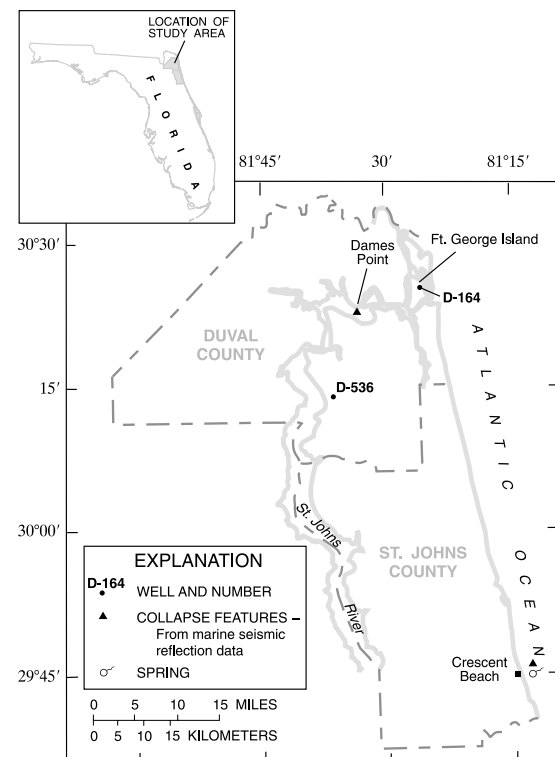 LOCATION OF
STUDY AREA
FLORIDA
81°45′ 30′ 81°15′
30°30′
Ft. George Island
Dames
Point
D-164
DUVAL
COUNTY
ATLANTIC OCEAN
15′
D-536
St. Johns River
30°00′
ST. JOHNS
COUNTY
EXPLANATION
D-164 WELL AND NUMBER
COLLAPSE FEATURES –
From marine seismic
reflection data
SPRING
29°45′
Crescent
Beach
0 5 10 15 MILES
0 5 10 15 KILOMETERS